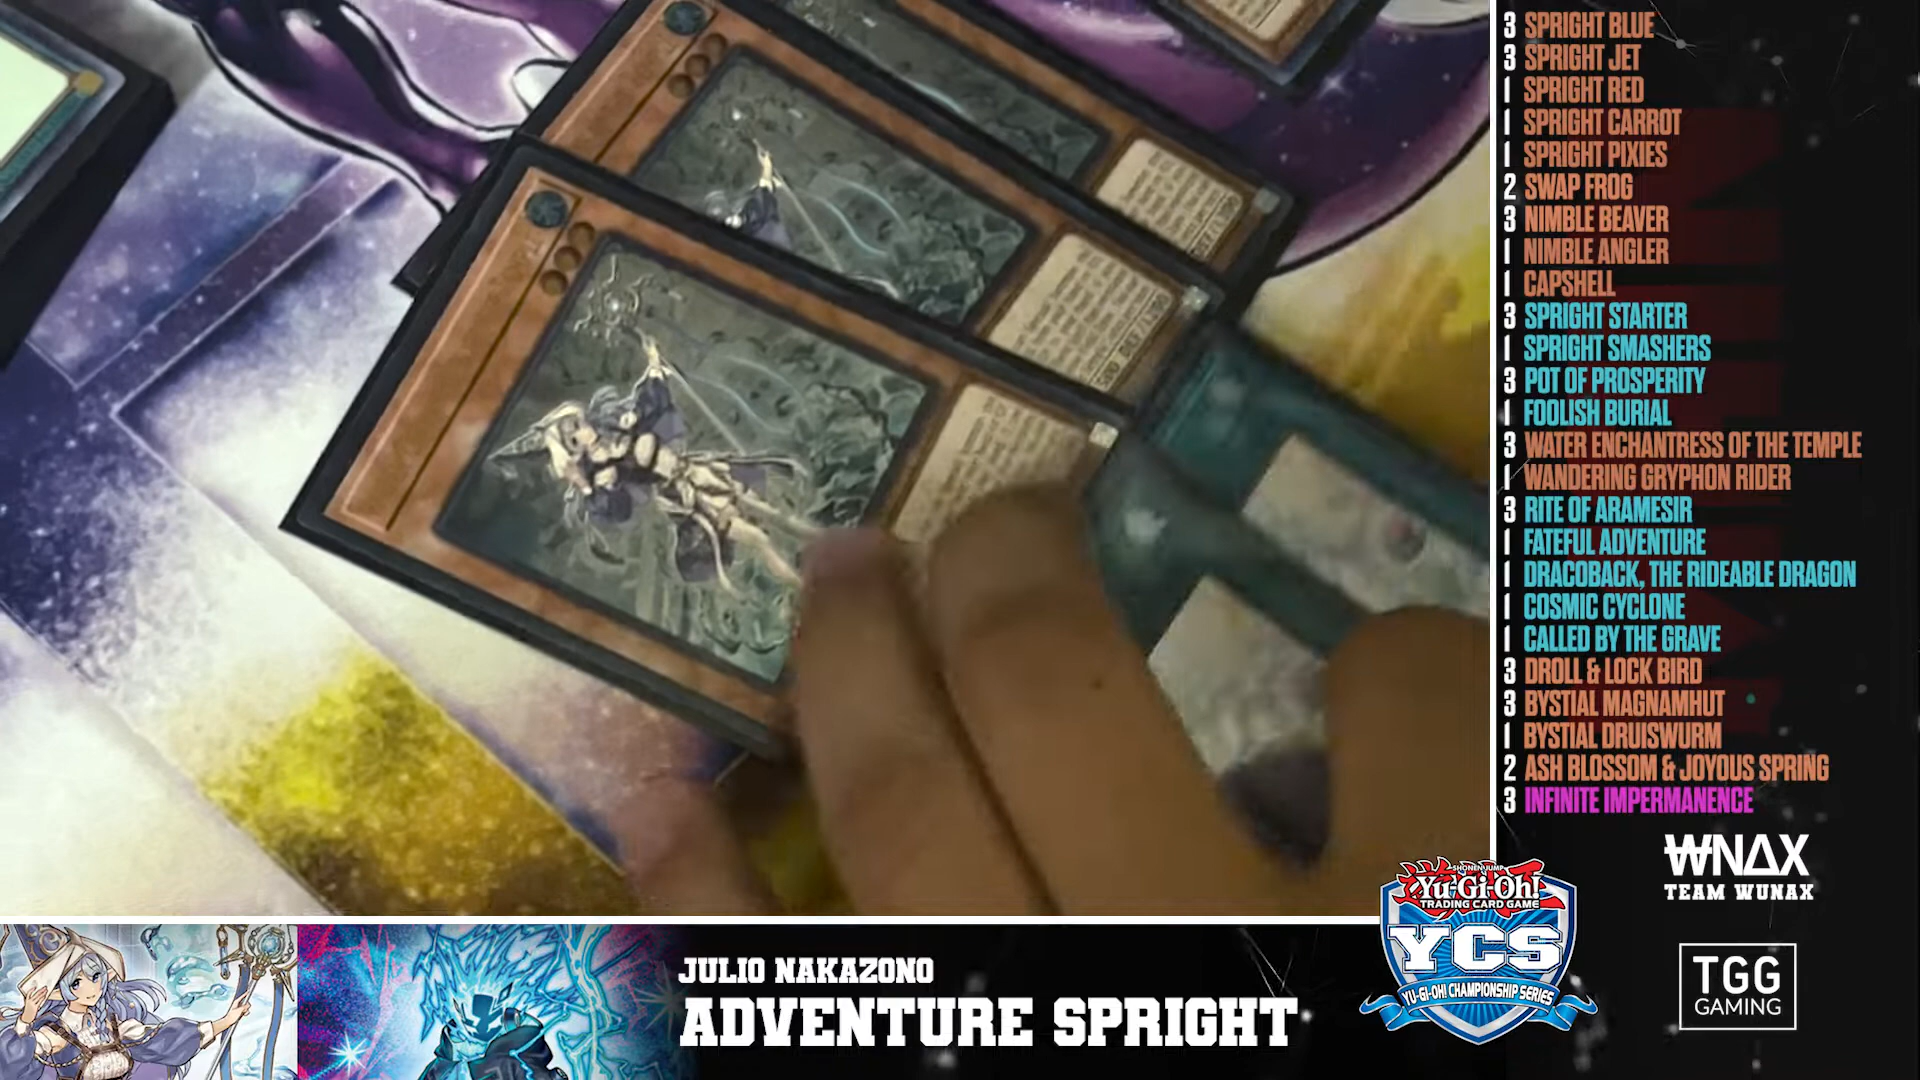 3 SPRIGHT BLUE
3 SPRIGHT JET
1 SPRIGHT RED
1 SPRIGHT CARROT
1 SPRIGHT PIXIES
2 SWAP FROG
3 NIMBLE BEAVER
1 NIMBLE ANGLER
1 CAPSHELL
3 SPRIGHT STARTER
1 SPRIGHT SMASHERS
3 POT OF PROSPERITY
1 FOOLISH BURIAL
3 WATER ENCHANTRESS OF THE TEMPLE
1 WANDERING GRYPHON RIDER
3 RITE OF ARAMESIR
1 FATEFUL ADVENTURE
1 DRACOBACK, THE RIDEABLE DRAGON
1 COSMIC CYCLONE
1 CALLED BY THE GRAVE
3 DROLL & LOCK BIRD
3 BYSTIAL MAGNAMHUT
1 BYSTIAL DRUISWURM
2 ASH BLOSSOM & JOYOUS SPRING
3 INFINITE IMPERMANENCE
WNAX
TEAM WUNAX
TGG
GAMING
SHONEN JUMP
Yu-Gi-Oh!
TRADING CARD GAME
YCS
YU-GI-OH! CHAMPIONSHIP SERIES
JULIO NAKAZONO
ADVENTURE SPRIGHT